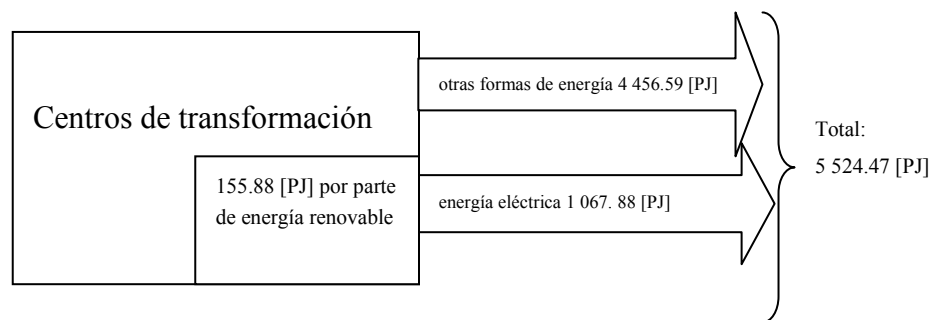 Centros de transformación
155.88 [PJ] por parte
de energía renovable
otras formas de energía 4 456.59 [PJ]
energía eléctrica 1 067. 88 [PJ]
Total:
5 524.47 [PJ]